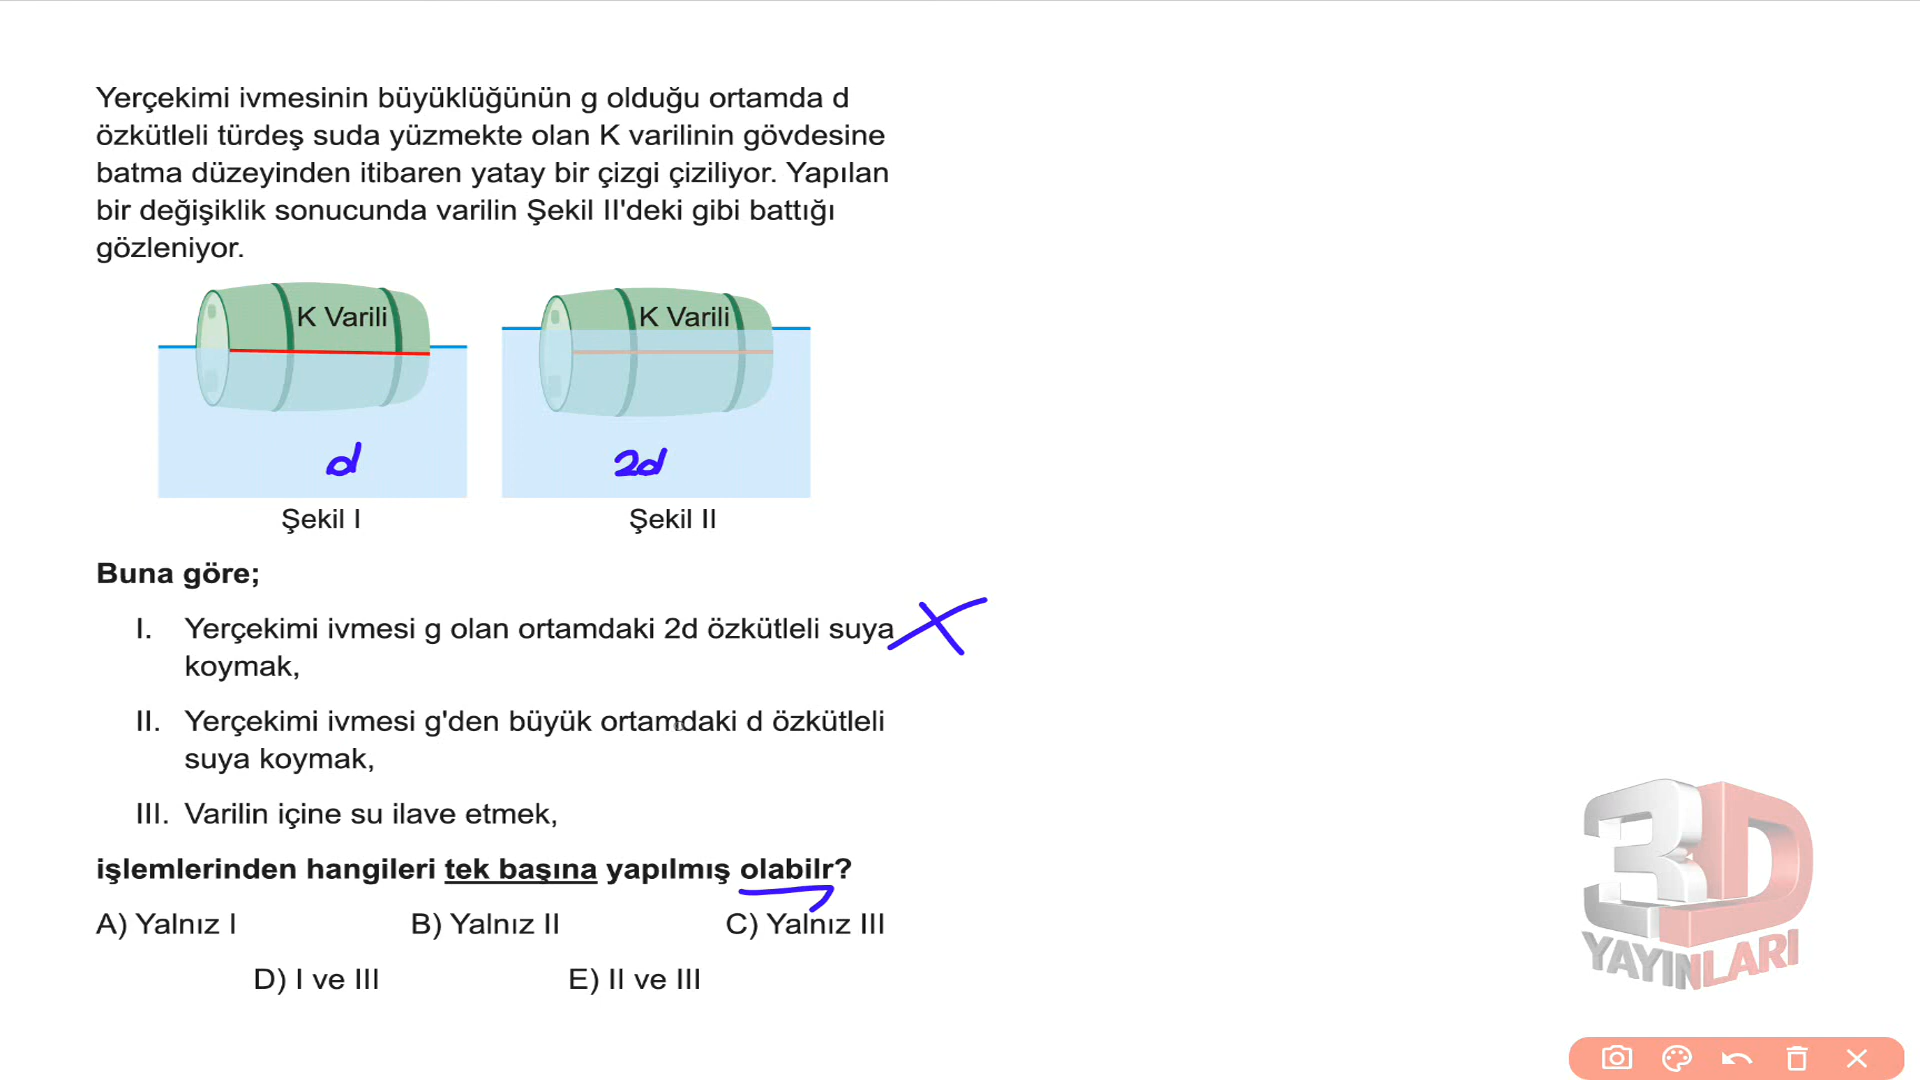 Yerçekimi ivmesinin büyüklüğünün g olduğu ortamda d
özkütleli türdeş suda yüzmekte olan K varilinin gövdesine
batma düzeyinden itibaren yatay bir çizgi çiziliyor. Yapılan
bir değişiklik sonucunda varilin Şekil II'deki gibi battığı
gözleniyor.
K Varili
K Varili
d
2d
Şekil I
Şekil II
Buna göre;
I. Yerçekimi ivmesi g olan ortamdaki 2d özkütleli suya
koymak,
II. Yerçekimi ivmesi g'den büyük ortamdaki d özkütleli
suya koymak,
III. Varilin içine su ilave etmek,
işlemlerinden hangileri tek başına yapılmış olabilr?
A) Yalnız I
B) Yalnız II
C) Yalnız III
D) I ve III
E) II ve III
3D
YAYINLARI